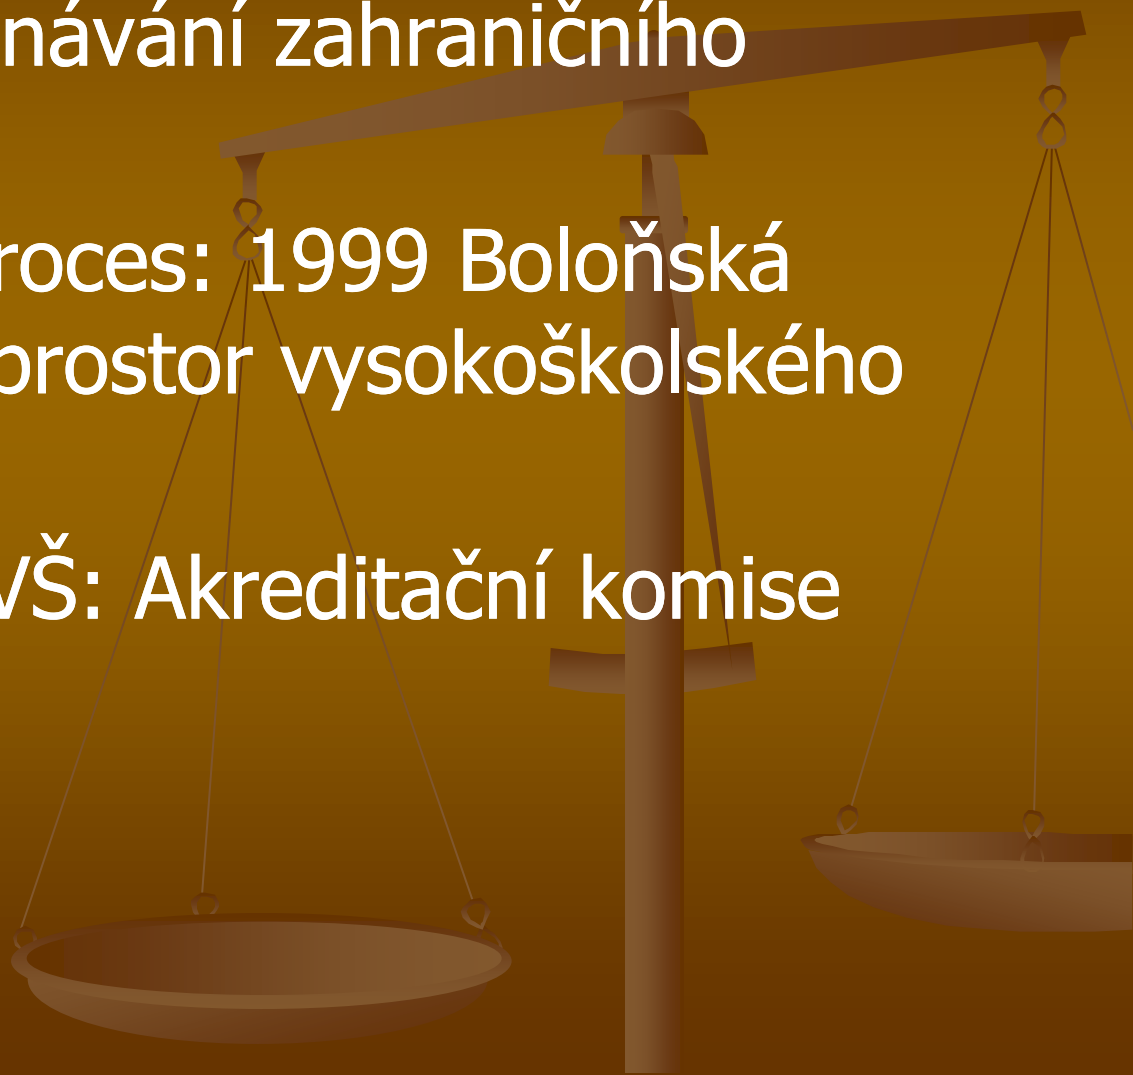 návání zahraničního
roces: 1999 Boloňská
prostor vysokoškolského
VŠ: Akreditační komise